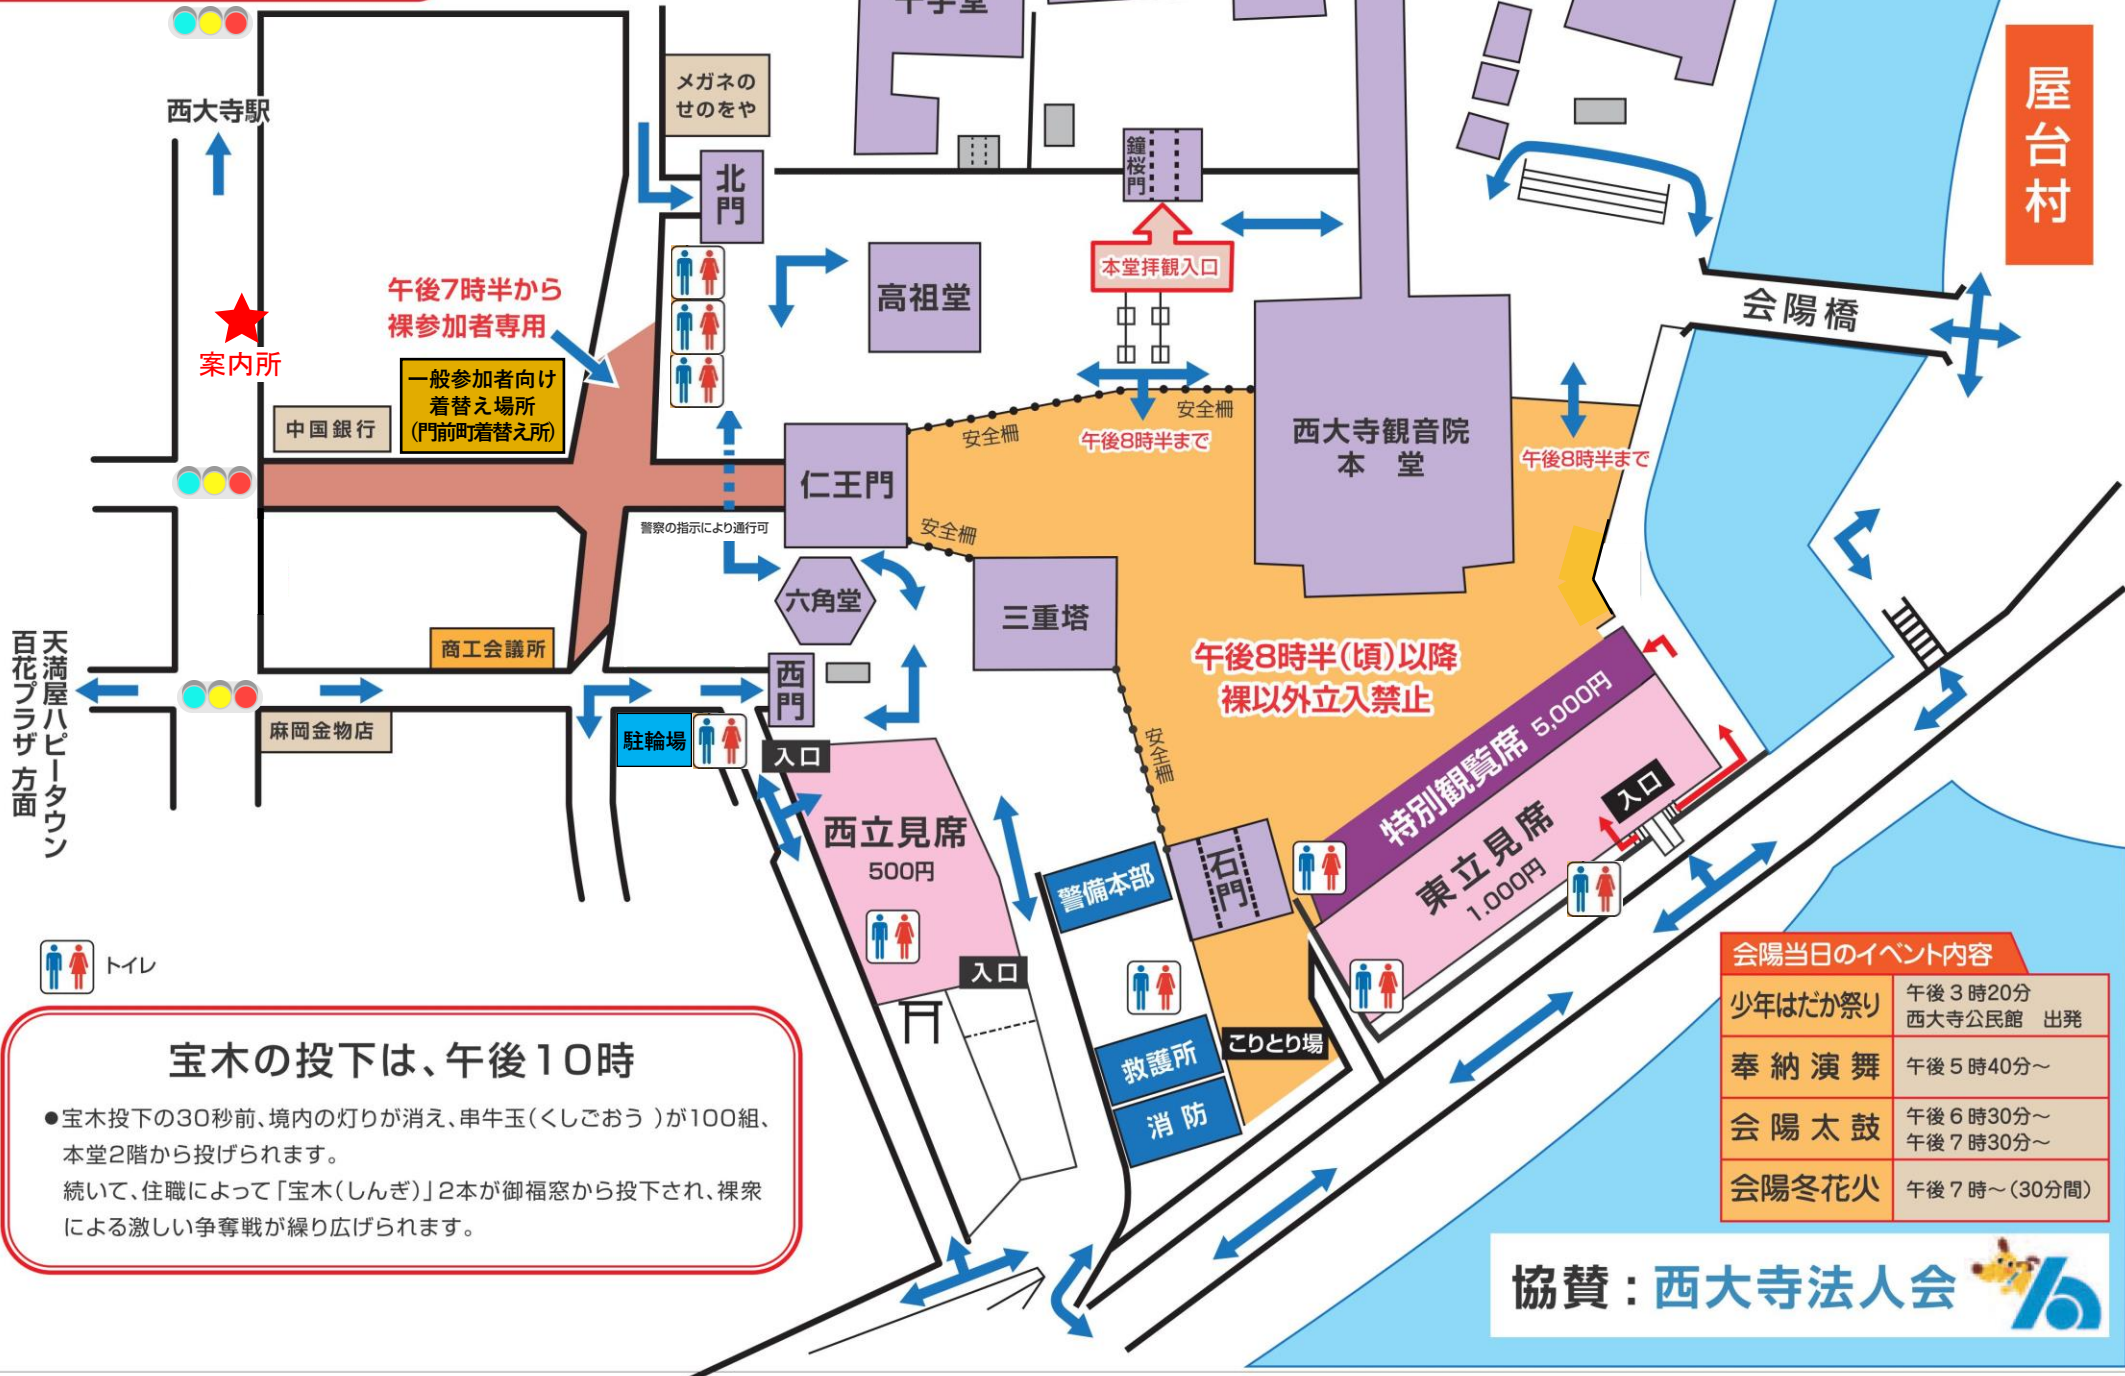 千手堂
メガネの
せのをや
西大寺駅
北門
鐘桜門
屋台村
本堂拝観入口
高祖堂
会陽橋
午後7時半から
裸参加者専用
案内所
一般参加者向け
着替え場所
(門前町着替え所)
中国銀行
安全柵
安全柵
午後8時半まで
西大寺観音院
本 堂
午後8時半まで
仁王門
警察の指示により通行可
安全柵
六角堂
三重塔
商工会議所
西門
天満屋ハピータウン
百花プラザ 方面
麻岡金物店
駐輪場
入口
午後8時半(頃)以降
裸以外立入禁止
安全柵
特別観覧席 5,000円
東立見席
1.000円
入口
西立見席
500円
入口
警備本部
石門
救護所
消防
こりとり場
トイレ
宝木の投下は、午後10時
●宝木投下の30秒前、境内の灯りが消え、串牛玉(くしごおう )が100組、
本堂2階から投げられます。
続いて、住職によって「宝木(しんぎ)」2本が御福窓から投下され、裸衆
による激しい争奪戦が繰り広げられます。
会陽当日のイベント内容
少年はだか祭り 午後3時20分
西大寺公民館 出発
奉納演舞 午後5時40分～
会陽太鼓 午後6時30分～
午後7時30分～
会陽冬花火 午後7時～(30分間)
協賛:西大寺法人会